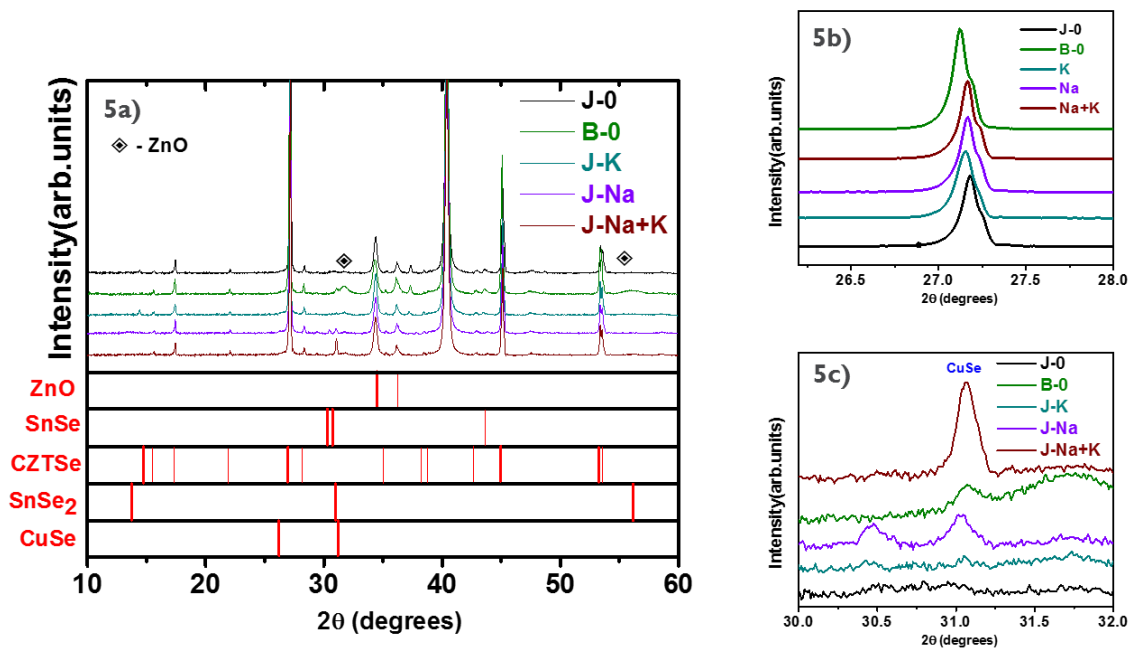 5a)
J-0
B-0
J-K
J-Na
J-Na+K
- ZnO
Intensity(arb.units)
ZnO
SnSe
CZTSe
SnSe2
CuSe
10 20 30 40 50 60
2θ (degrees)
5b)
J-0
B-0
K
Na
Na+K
Intensity(arb.units)
26.5 27.0 27.5 28.0
2θ (degrees)
5c)
CuSe
J-0
B-0
J-K
J-Na
J-Na+K
Intensity(arb.units)
30.0 30.5 31.0 31.5 32.0
2θ (degrees)